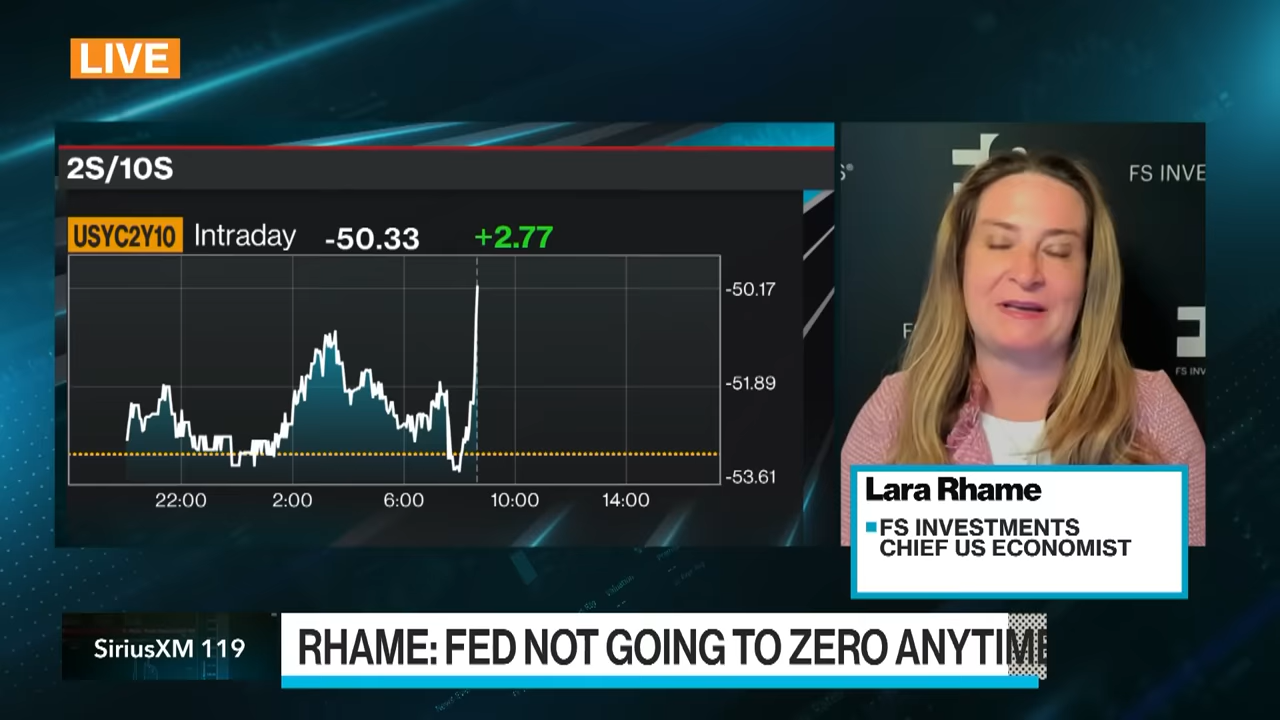 LIVE
2S/10S
USYC2Y10 Intraday -50.33 +2.77
-50.17
-51.89
-53.61
22:00 2:00 6:00 10:00 14:00
S®
FS INVE
F
FS INV
Lara Rhame
FS INVESTMENTS
CHIEF US ECONOMIST
SiriusXM 119
RHAME: FED NOT GOING TO ZERO ANYTIME